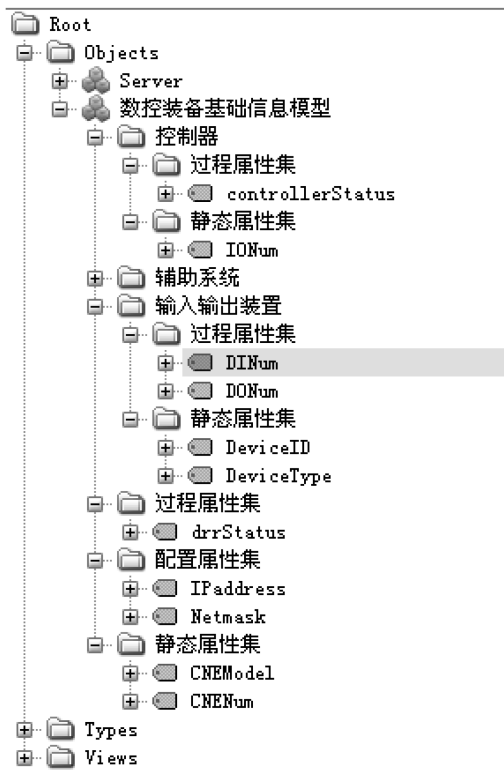 Root
Objects
Server
数控装备基础信息模型
控制器
过程属性集
controllerStatus
静态属性集
IONum
辅助系统
输入输出装置
过程属性集
DINum
DONum
静态属性集
DeviceID
DeviceType
过程属性集
drrStatus
配置属性集
IPaddress
Netmask
静态属性集
CNEModel
CNENum
Types
Views